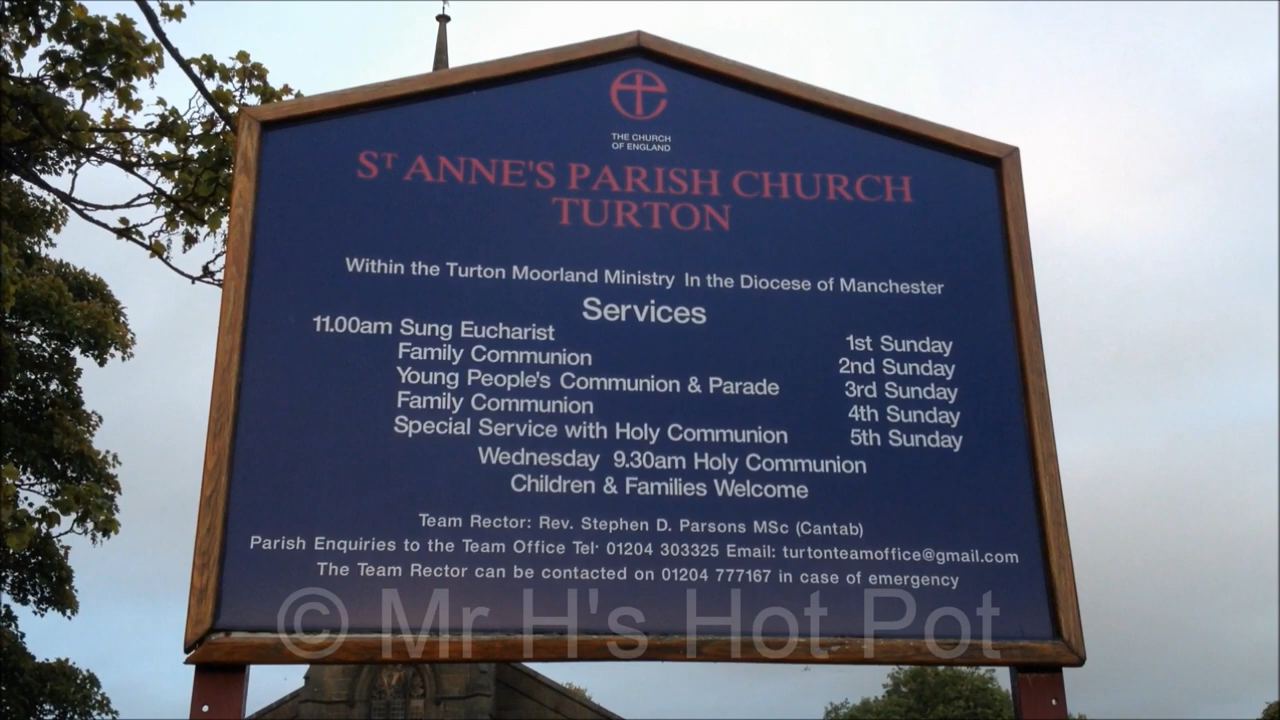 THE CHURCH
OF ENGLAND
ST ANNE'S PARISH CHURCH
TURTON
Within the Turton Moorland Ministry In the Diocese of Manchester
Services
11.00am Sung Eucharist 1st Sunday
Family Communion 2nd Sunday
Young People's Communion & Parade 3rd Sunday
Family Communion 4th Sunday
Special Service with Holy Communion 5th Sunday
Wednesday 9.30am Holy Communion
Children & Families Welcome
Team Rector: Rev. Stephen D. Parsons MSc (Cantab)
Parish Enquiries to the Team Office Tel· 01204 303325 Email: turtonteamoffice@gmail.com
The Team Rector can be contacted on 01204 777167 in case of emergency
© Mr H's Hot Pot